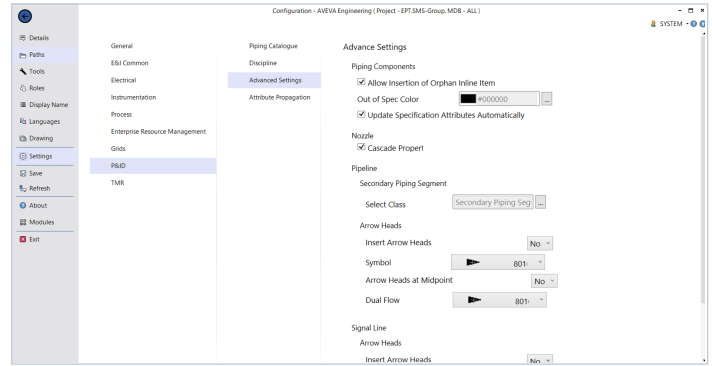 Configuration - AVEVA Engineering ( Project - EPT.SMS-Group, MDB - ALL )
SYSTEM
Details
Paths
Tools
Roles
Display Name
Languages
Drawing
Settings
Save
Refresh
About
Modules
Exit
General
E&I Common
Electrical
Instrumentation
Process
Enterprise Resource Management
Grids
P&ID
TMR
Piping Catalogue
Discipline
Advanced Settings
Attribute Propagation
Advance Settings
Piping Components
Allow Insertion of Orphan Inline Item
Out of Spec Color #000000 ...
Update Specification Attributes Automatically
Nozzle
Cascade Properl
Pipeline
Secondary Piping Segment
Select Class Secondary Piping Seg ...
Arrow Heads
Insert Arrow Heads No
Symbol 801
Arrow Heads at Midpoint No
Dual Flow 801
Signal Line
Arrow Heads
Insert Arrow Heads No